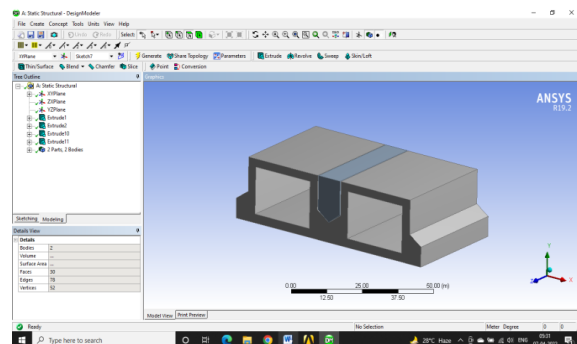 A: Static Structural - DesignModeler
File Create Concept Tools Units View Help
Undo Redo Select:
XYPlane Sketch7 Generate Share Topology Parameters Extrude Revolve Sweep Skin/Loft
Thin/Surface Blend Chamfer Slice Point Conversion
Tree Outline
Graphics
A: Static Structural
XYPlane
ZXPlane
YZPlane
Extrude1
Extrude2
Extrude10
Extrude11
2 Parts, 2 Bodies
ANSYS
R19.2
Sketching Modeling
Details View
Details
Bodies 2
Volume ...
Surface Area ...
Faces 30
Edges 78
Vertices 52
0.00 25.00 50.00 (m)
12.50 37.50
Y
Model View Print Preview
Ready No Selection Meter Degree 0 0
Type here to search
28°C Haze ENG 05:21